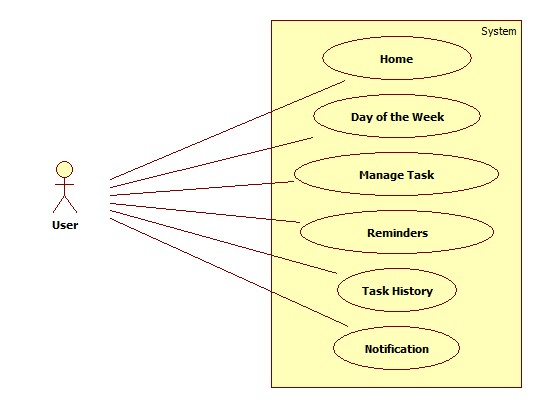 System
Home
Day of the Week
Manage Task
Reminders
Task History
Notification
User